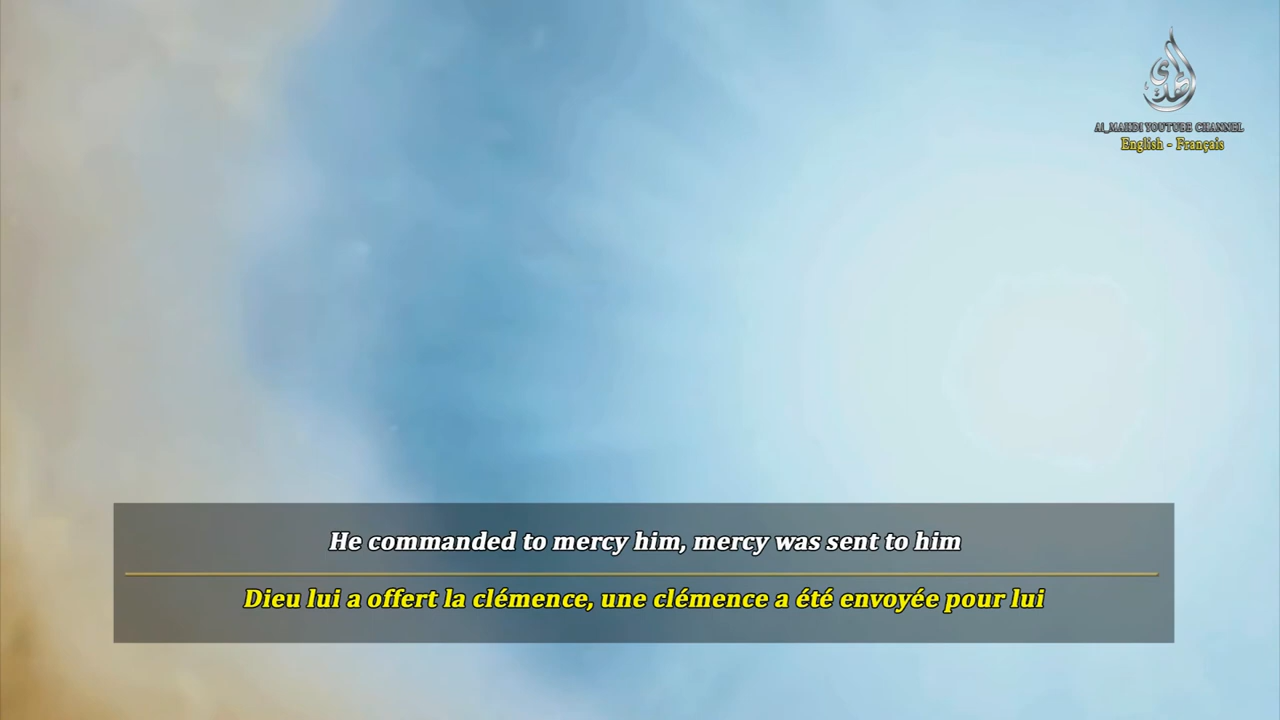 AL_MAHDI YOUTUBE CHANNEL
English - Français
He commanded to mercy him, mercy was sent to him
Dieu lui a offert la clémence, une clémence a été envoyée pour lui